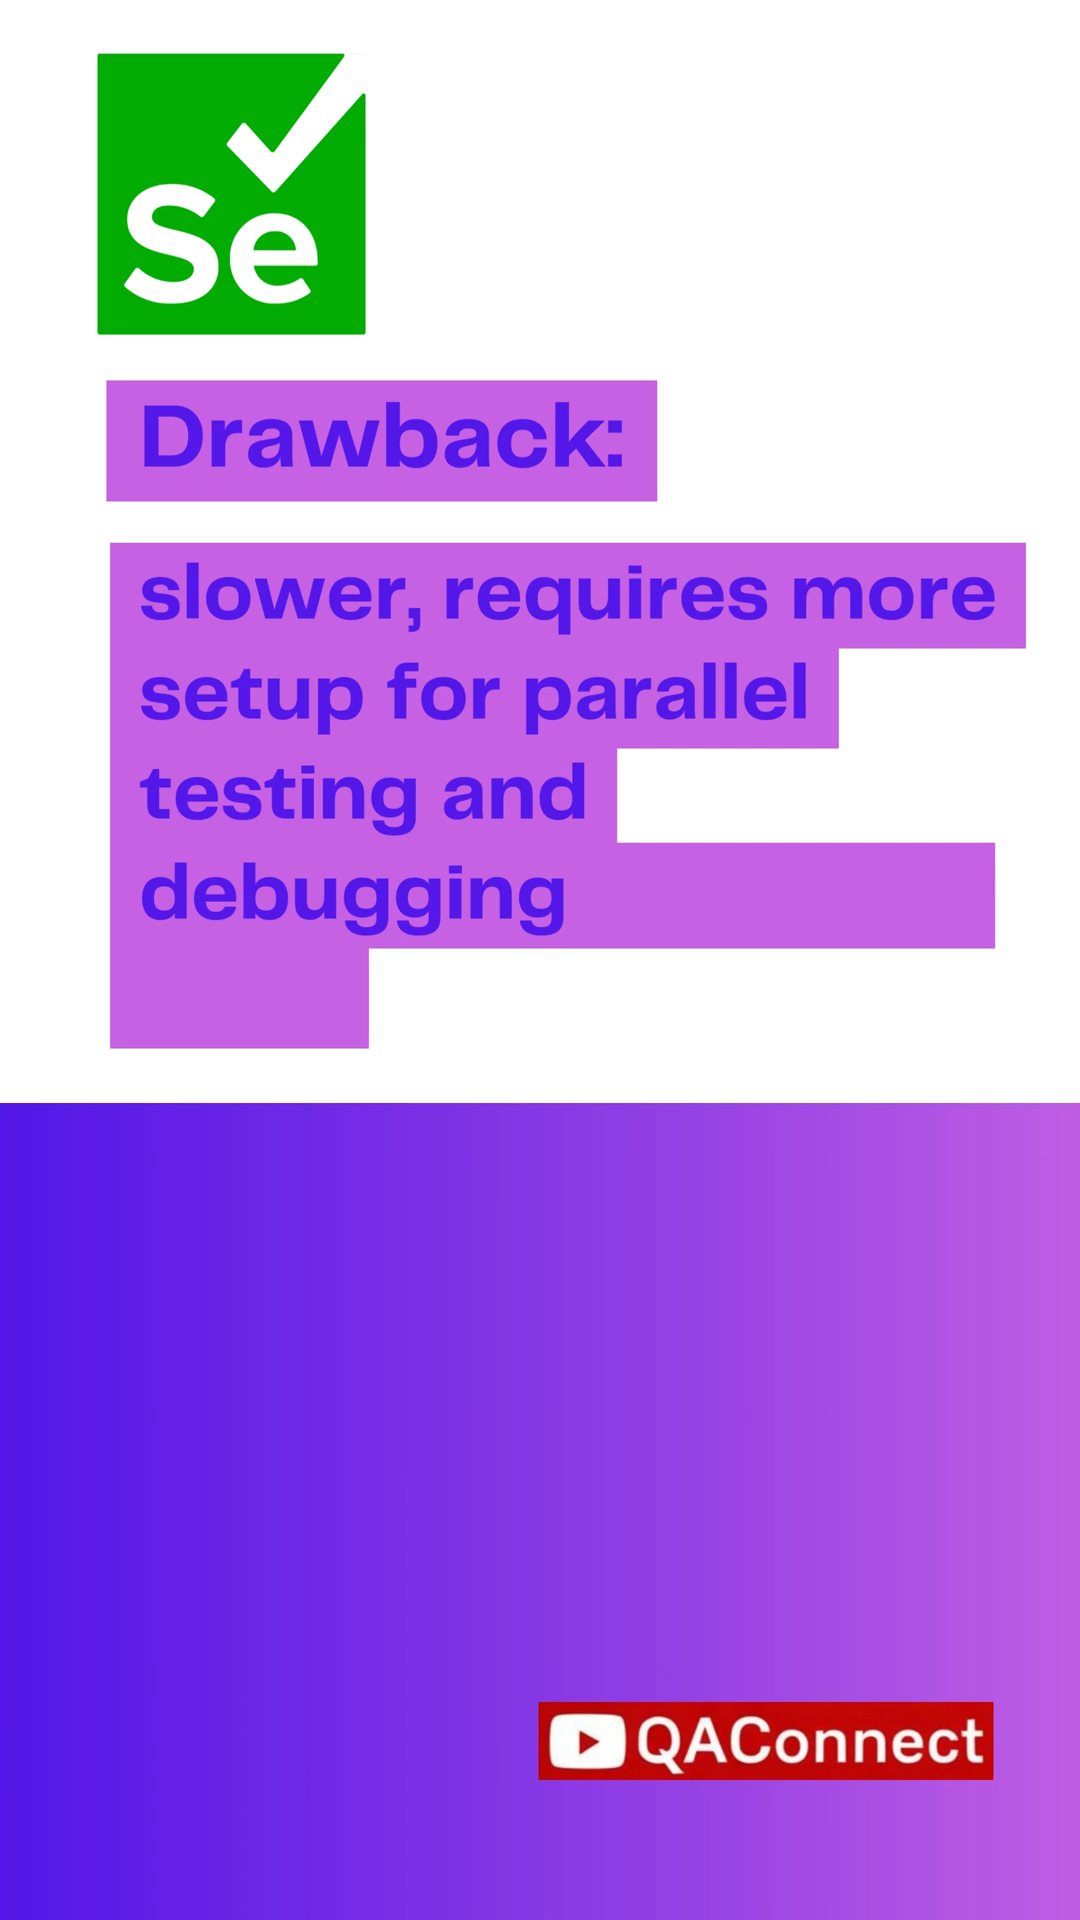 Se
Drawback:
slower, requires more
setup for parallel
testing and
debugging
QAConnect